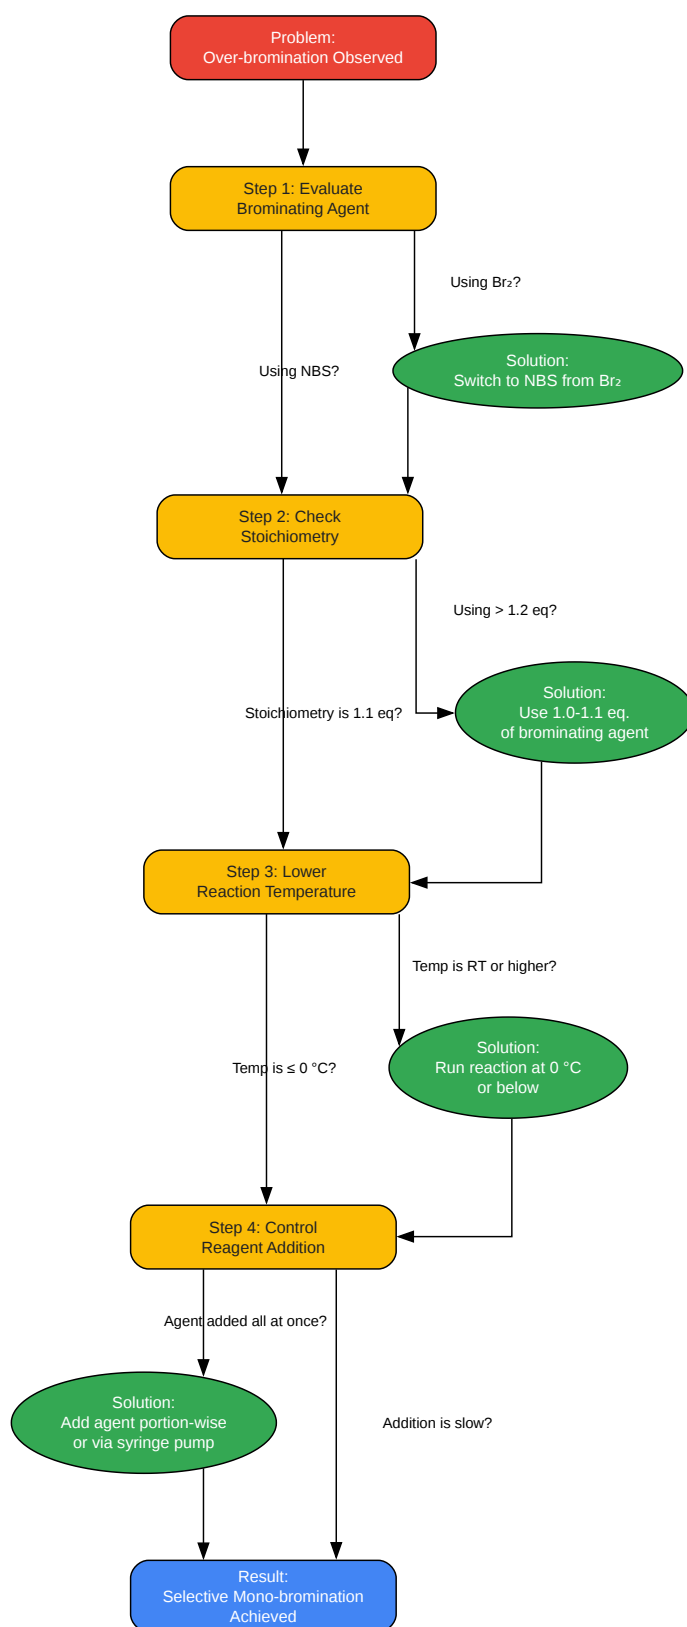 Problem:
Over-bromination Observed
Step 1: Evaluate
Brominating Agent
Using Br₂?
Using NBS?
Solution:
Switch to NBS from Br₂
Step 2: Check
Stoichiometry
Using > 1.2 eq?
Stoichiometry is 1.1 eq?
Solution:
Use 1.0-1.1 eq.
of brominating agent
Step 3: Lower
Reaction Temperature
Temp is RT or higher?
Temp is ≤ 0 °C?
Solution:
Run reaction at 0 °C
or below
Step 4: Control
Reagent Addition
Agent added all at once?
Solution:
Add agent portion-wise
or via syringe pump
Addition is slow?
Result:
Selective Mono-bromination
Achieved